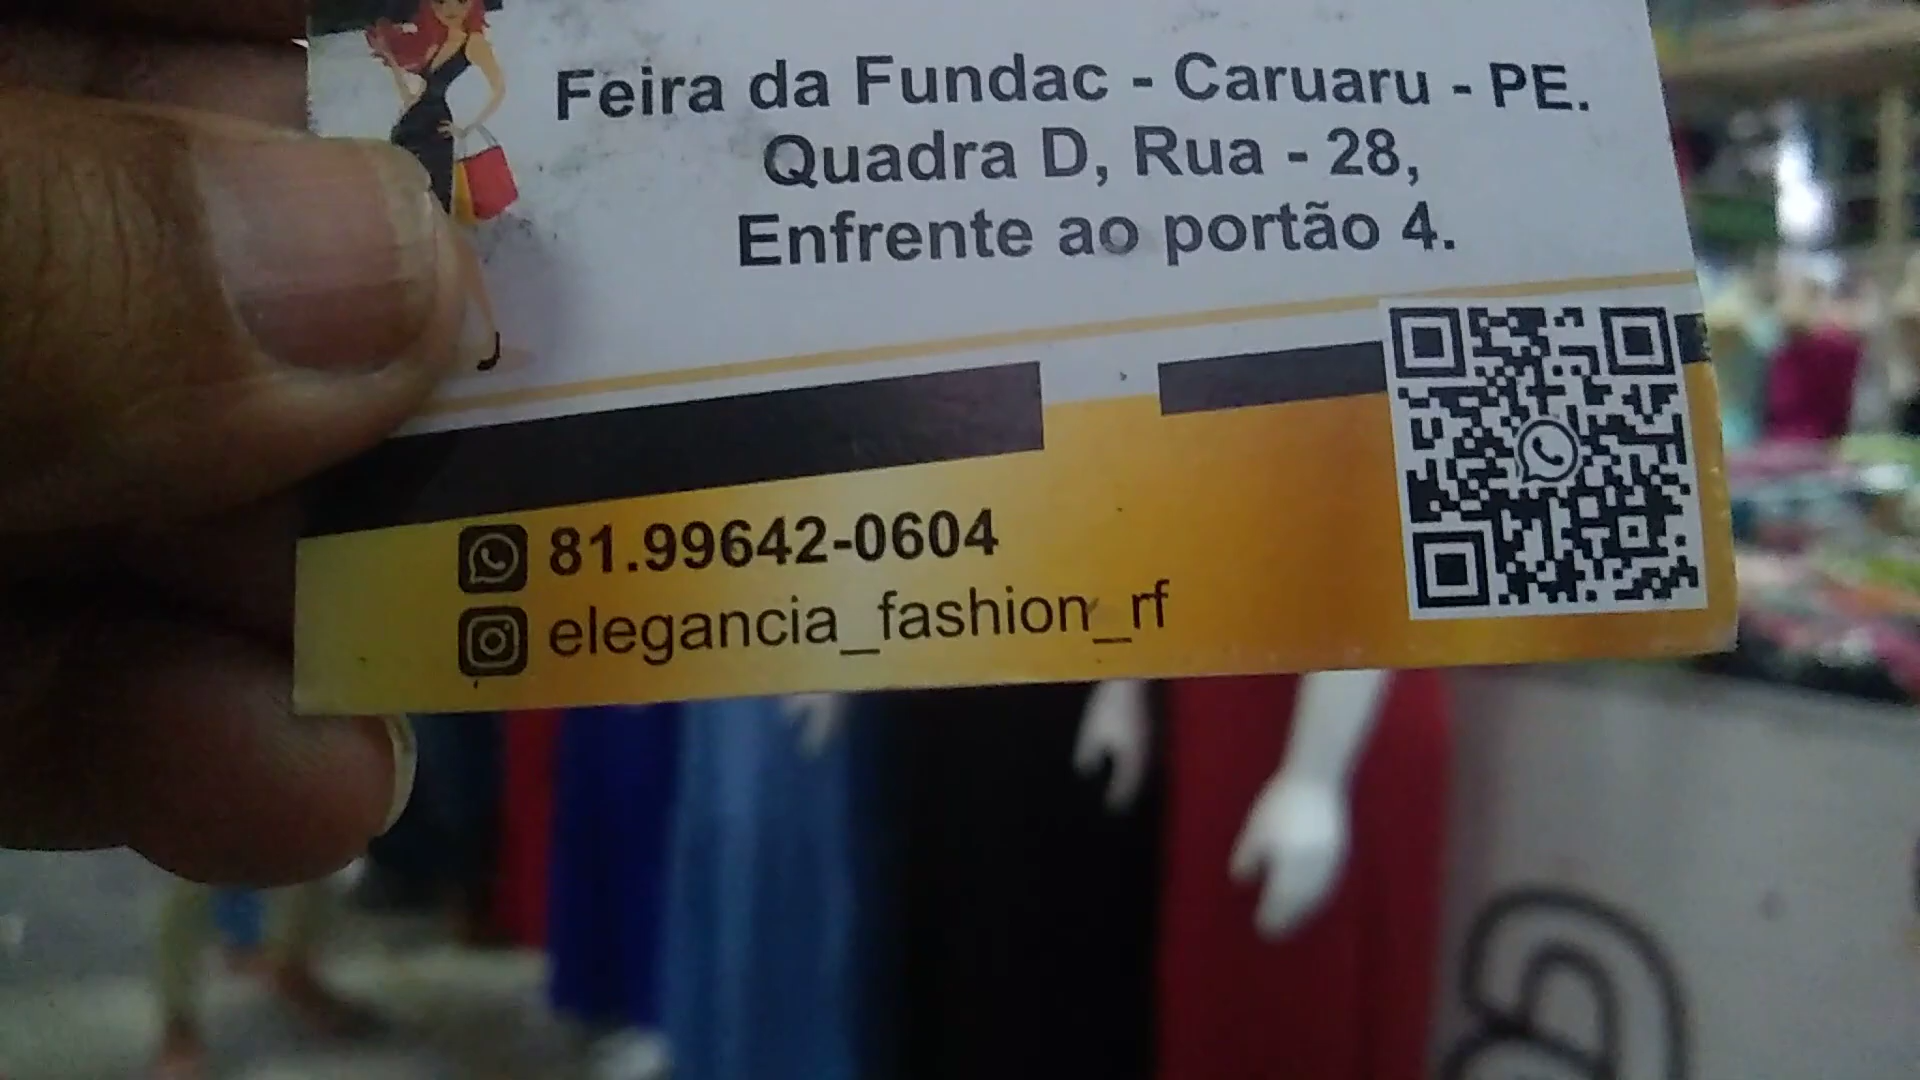 Feira da Fundac - Caruaru - PE.
Quadra D, Rua - 28,
Enfrente ao portão 4.
81.99642-0604
elegancia_fashion_rf